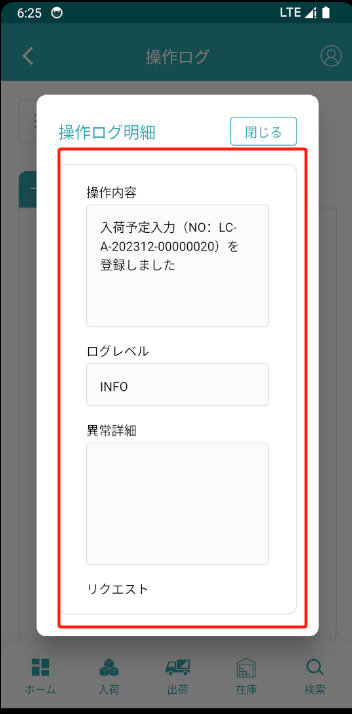 6:25 LTE
操作ログ
操作ログ明細 閉じる
操作内容
入荷予定入力（NO：LC-
A-202312-00000020）を
登録しました
ログレベル
INFO
異常詳細
リクエスト
ホーム 入荷 出荷 在庫 検索